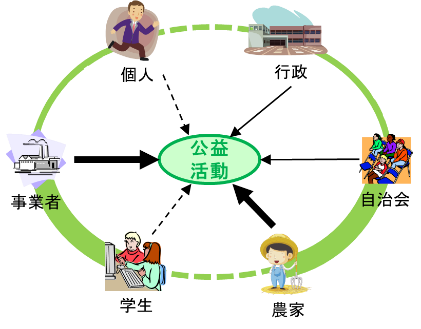 個人
行政
公益
活動
事業者
自治会
学生
農家